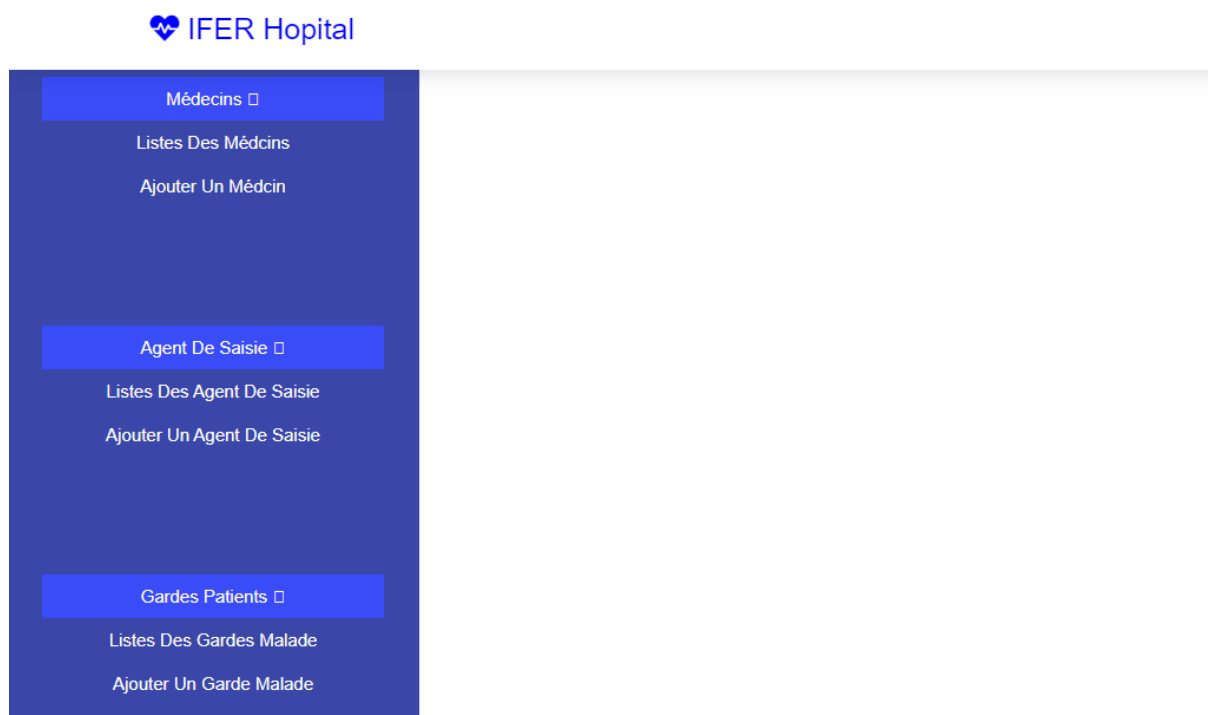 IFER Hopital
Médecins
Listes Des Médcins
Ajouter Un Médcin
Agent De Saisie
Listes Des Agent De Saisie
Ajouter Un Agent De Saisie
Gardes Patients
Listes Des Gardes Malade
Ajouter Un Garde Malade